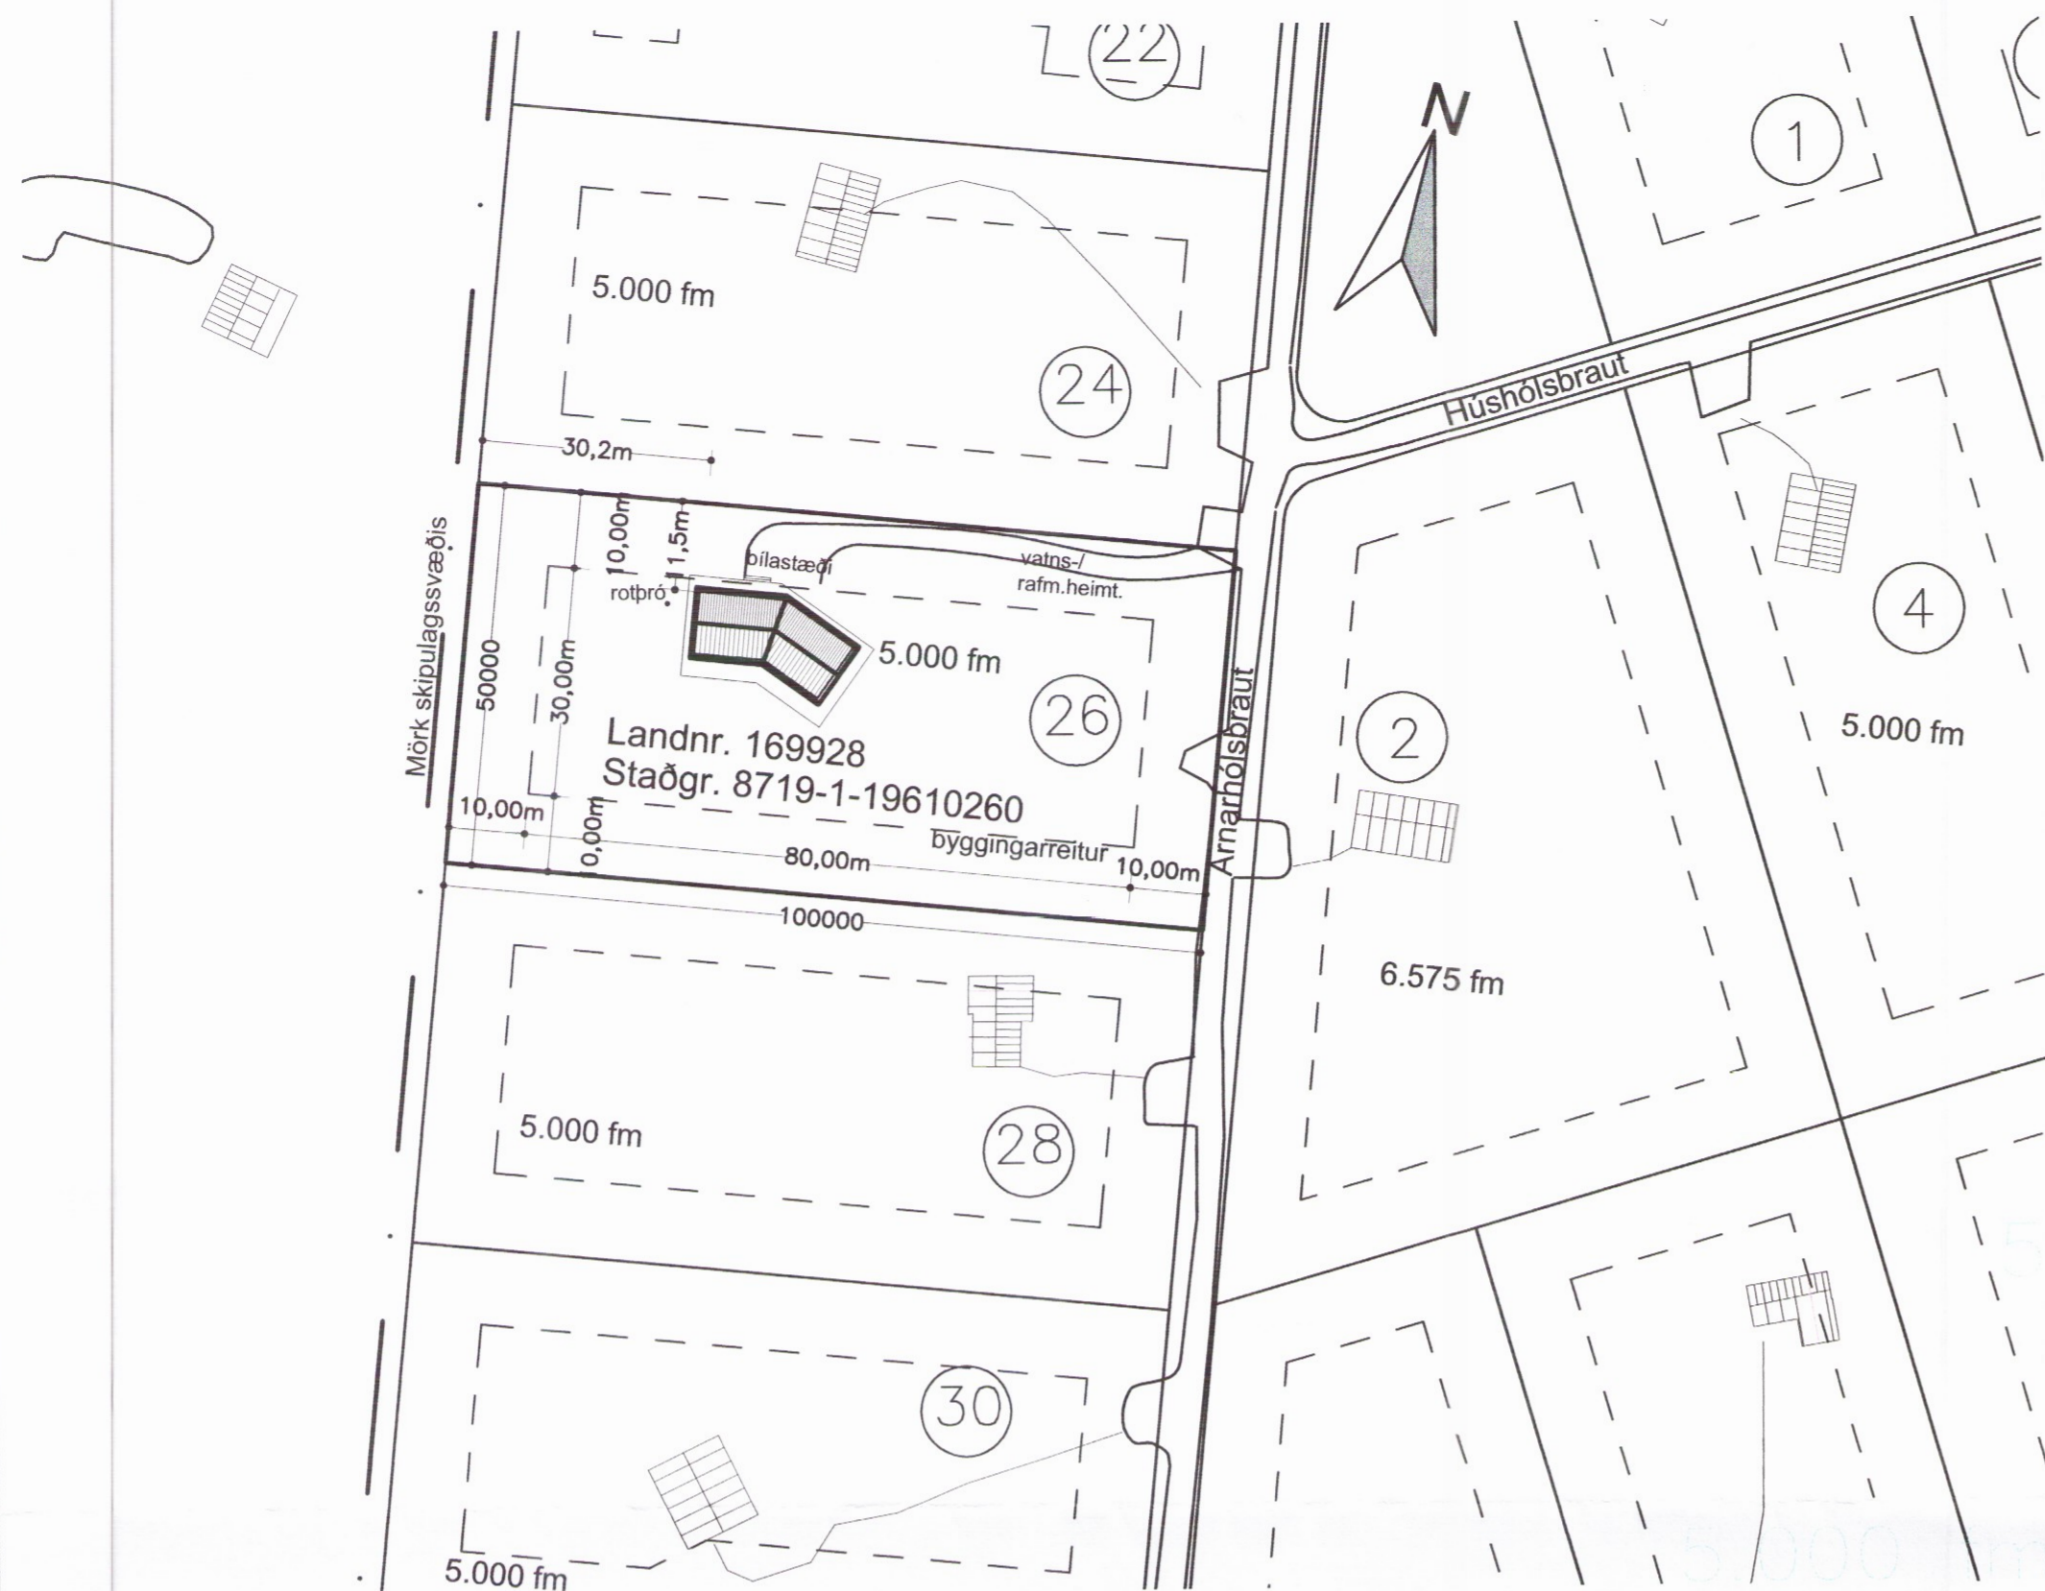 22
N
1
5.000 fm
24
Húshólsbraut
30,2m
10,00m
11,5m
bílastæði
vatns-/
rafm.heimt.
rotþró
Mörk skipulagssvæðis
50000
30,00m
5.000 fm
26
Landnr. 169928
Staðgr. 8719-1-19610260
byggingarreitur
10,00m
10,00m
80,00m
10,00m
100000
Arnarhólsbraut
2
4
5.000 fm
6.575 fm
5.000 fm
28
30
5.000 fm
5.000